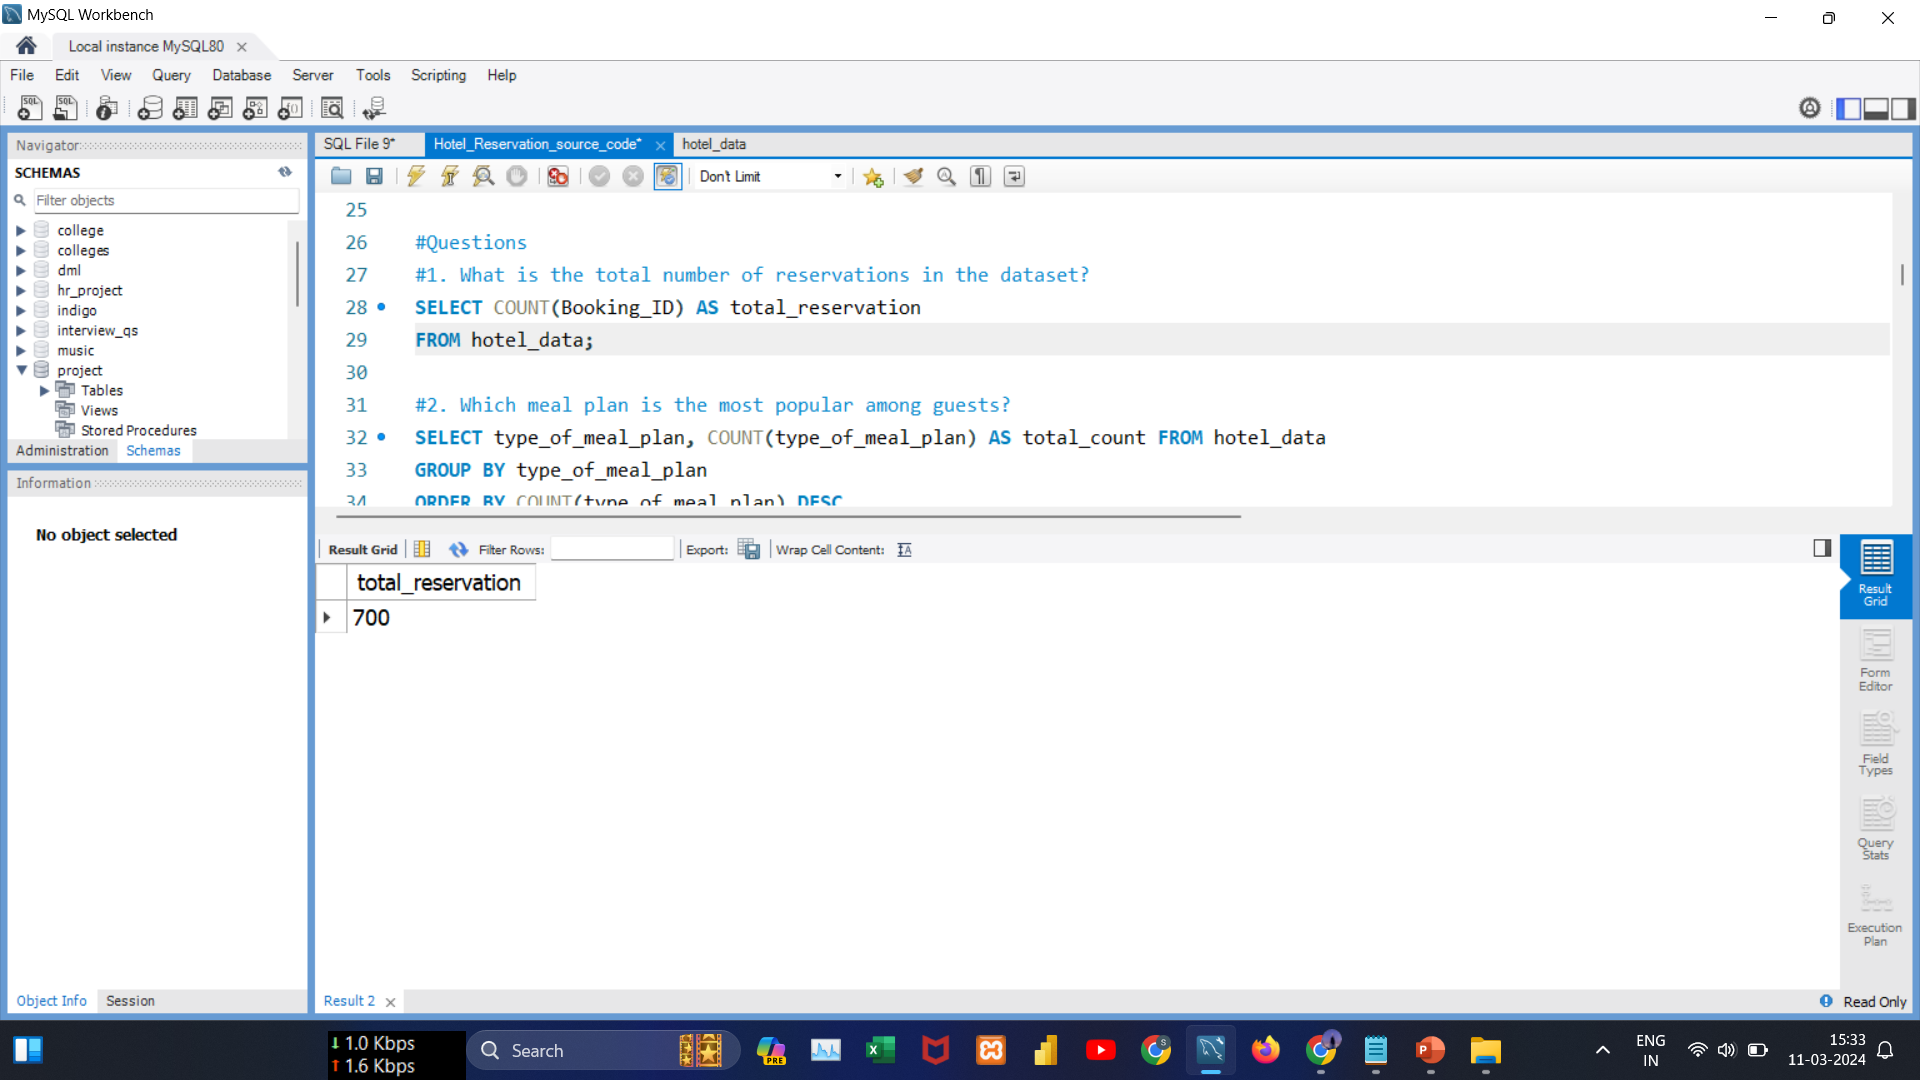 MySQL Workbench
Local instance MySQL80
File Edit View Query Database Server Tools Scripting Help
Navigator
SCHEMAS
Filter objects
college
colleges
dml
hr_project
indigo
interview_qs
music
project
Tables
Views
Stored Procedures
Administration Schemas
Information
No object selected
Object Info Session
SQL File 9* Hotel_Reservation_source_code* hotel_data
Don't Limit
25
26 #Questions
27 #1. What is the total number of reservations in the dataset?
28 SELECT COUNT(Booking_ID) AS total_reservation
29 FROM hotel_data;
30
31 #2. Which meal plan is the most popular among guests?
32 SELECT type_of_meal_plan, COUNT(type_of_meal_plan) AS total_count FROM hotel_data
33 GROUP BY type_of_meal_plan
34 ORDER BY COUNT(type_of_meal_plan) DESC
Result Grid Filter Rows: Export: Wrap Cell Content:
total_reservation
700
Result
Grid
Form
Editor
Field
Types
Query
Stats
Execution
Plan
Result 2
Read Only
1.0 Kbps
1.6 Kbps
Search
PRE
ENG
IN
15:33
11-03-2024